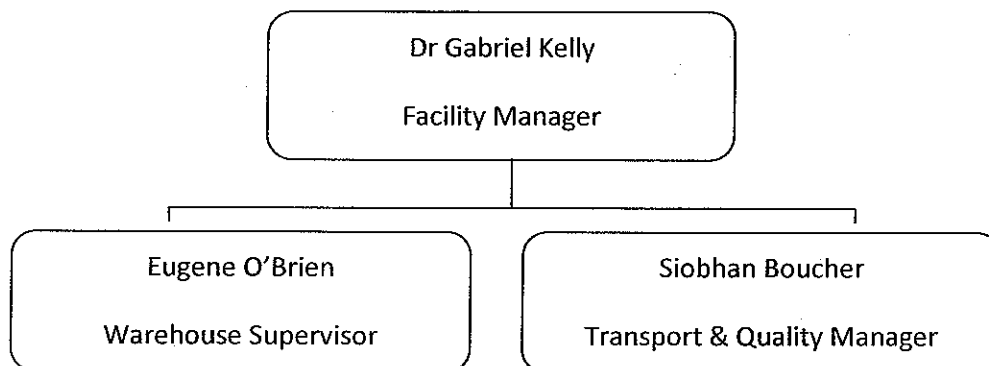 Dr Gabriel Kelly
Facility Manager
Eugene O'Brien
Warehouse Supervisor
Siobhan Boucher
Transport & Quality Manager